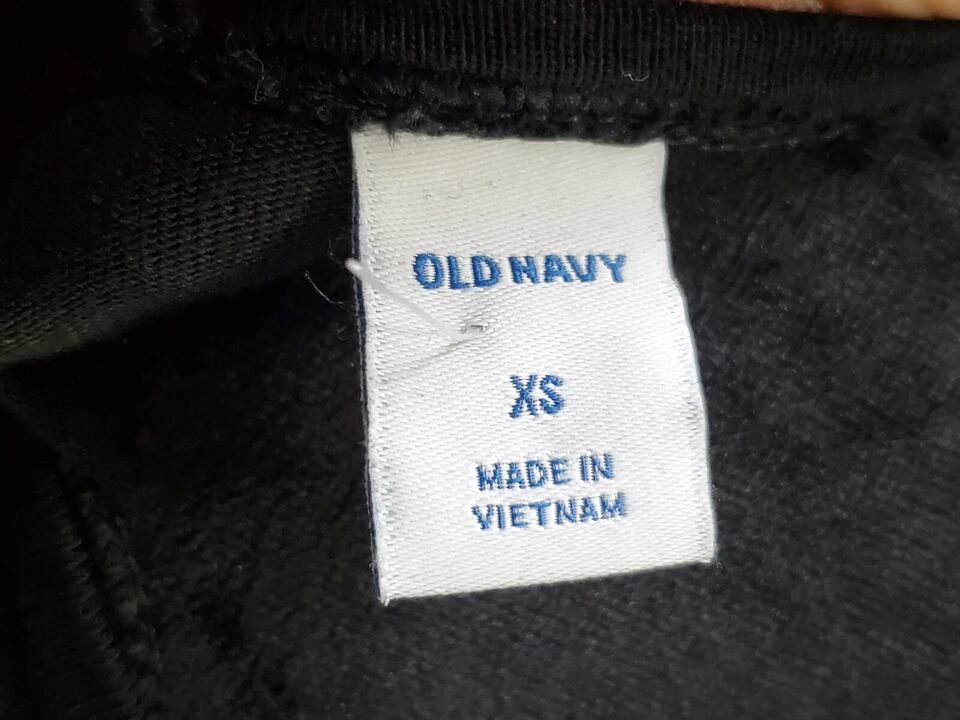 OLD NAVY
XS
MADE IN
VIETNAM